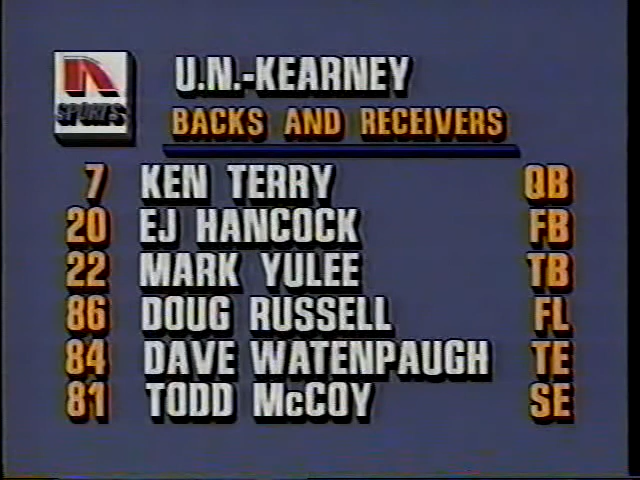 U.N.-KEARNEY
SPORTS
BACKS AND RECEIVERS
7 KEN TERRY QB
20 EJ HANCOCK FB
22 MARK YULEE TB
86 DOUG RUSSELL FL
84 DAVE WATENPAUGH TE
81 TODD McCOY SE